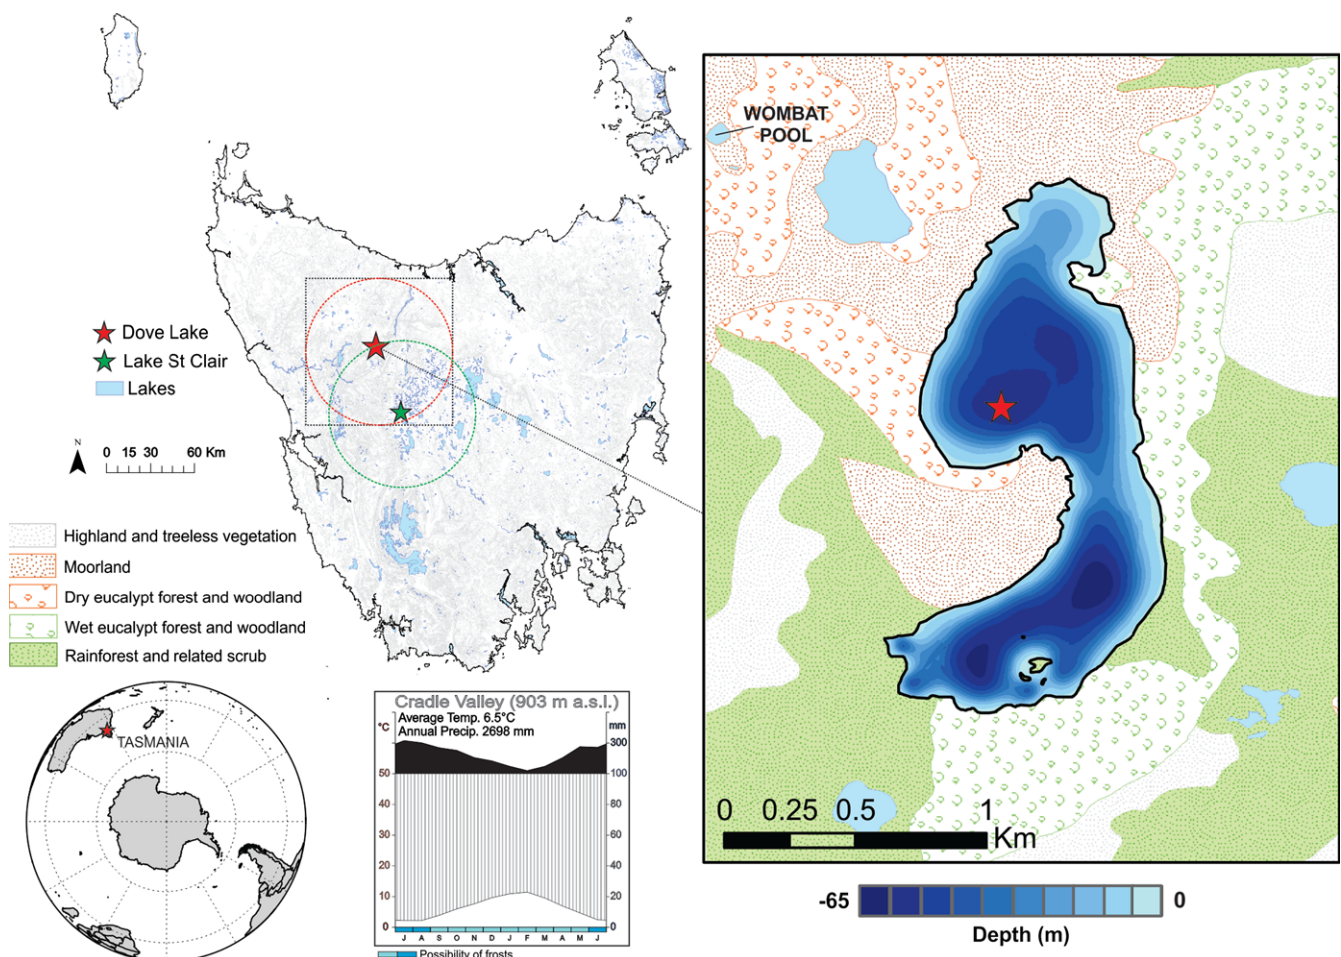 WOMBAT
POOL
Dove Lake
Lake St Clair
Lakes
N
0 15 30 60 Km
Highland and treeless vegetation
Moorland
Dry eucalypt forest and woodland
Wet eucalypt forest and woodland
Rainforest and related scrub
TASMANIA
Cradle Valley (903 m a.s.l.)
°C Average Temp. 6.5°C mm
Annual Precip. 2698 mm
300
50 100
40 80
30 60
20 40
10 20
0 0
J A S O N D J F M A M J
Possibility of frosts
0 0.25 0.5 1
Km
-65 0
Depth (m)